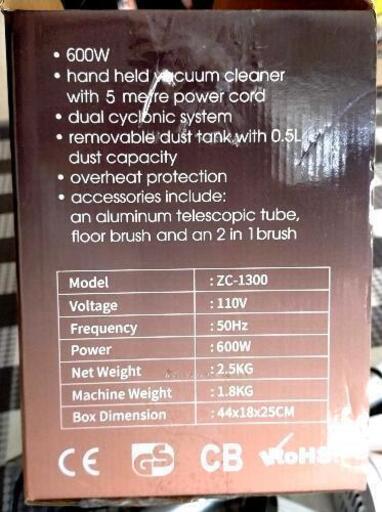 • 600W
• hand held vacuum cleaner
with 5 metre power cord
• dual cyclonic system
• removable dust tank with 0.5L
dust capacity
• overheat protection
• accessories include:
an aluminum telescopic tube,
floor brush and an 2 in 1 brush
Model : ZC-1300
Voltage : 110V
Frequency : 50Hz
Power : 600W
Net Weight : 2.5KG
Machine Weight : 1.8KG
Box Dimension : 44x18x25CM
CE GS CB RoHS